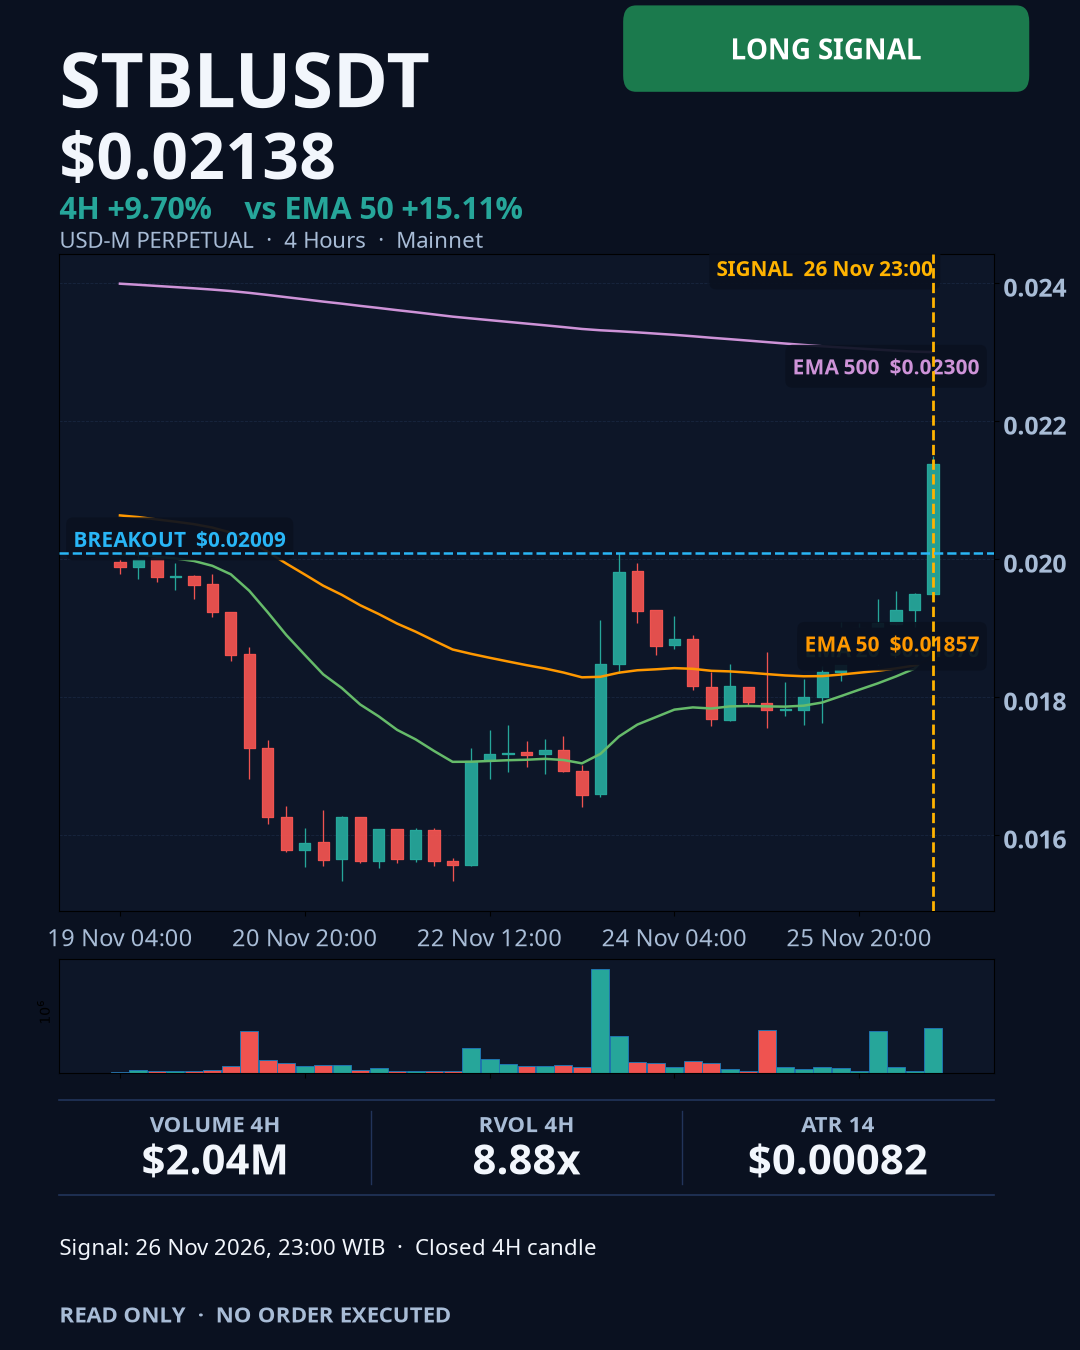 LONG SIGNAL
STBLUSDT
$0.02138
4H +9.70% vs EMA 50 +15.11%
USD-M PERPETUAL · 4 Hours · Mainnet
SIGNAL 26 Nov 23:00
0.024
EMA 500 $0.02300
0.022
BREAKOUT $0.02009
0.020
EMA 50 $0.01857
0.018
0.016
19 Nov 04:00 20 Nov 20:00 22 Nov 12:00 24 Nov 04:00 25 Nov 20:00
10⁶
VOLUME 4H RVOL 4H ATR 14
$2.04M 8.88x $0.00082
Signal: 26 Nov 2026, 23:00 WIB · Closed 4H candle
READ ONLY · NO ORDER EXECUTED